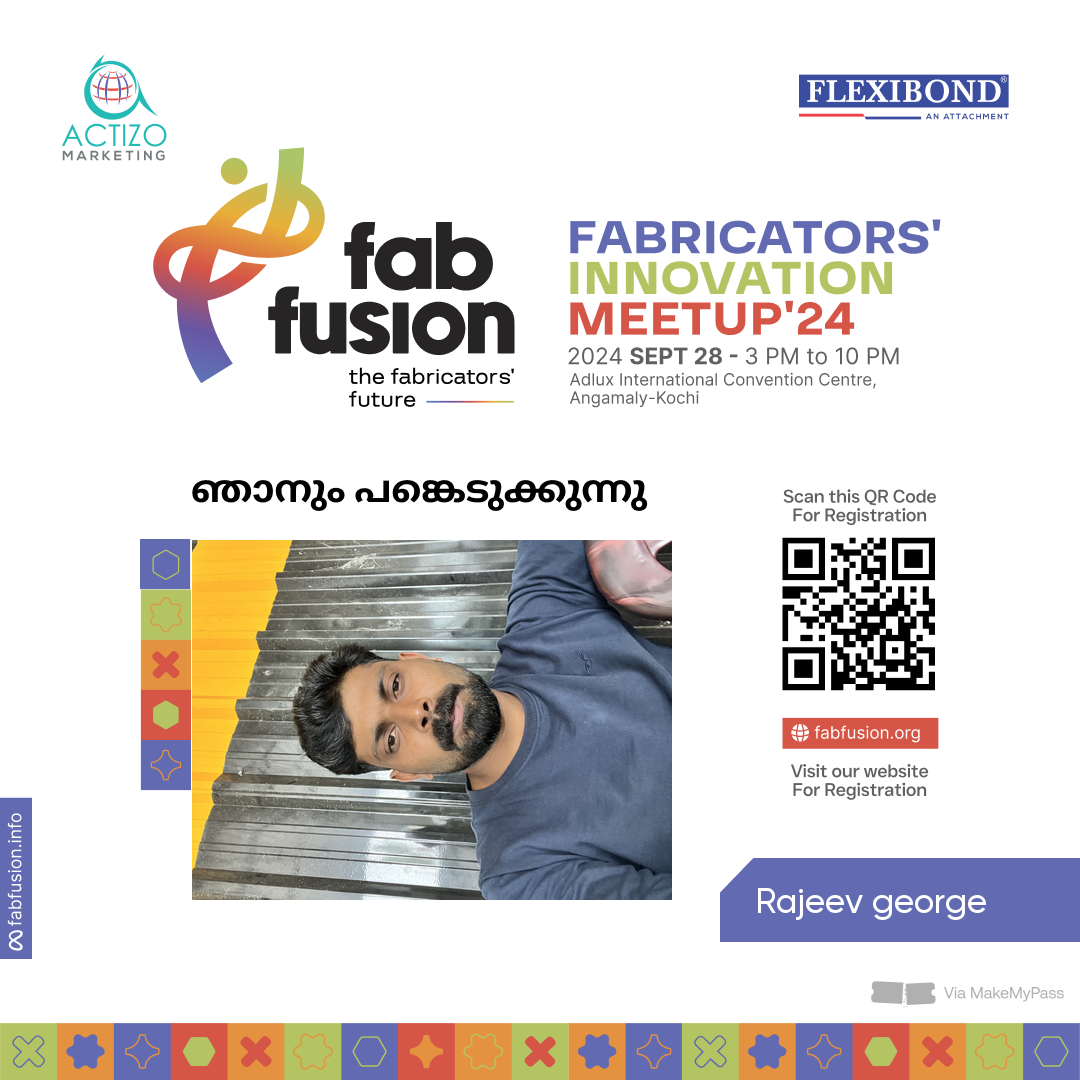 ACTIZO
MARKETING
FLEXIBOND®
AN ATTACHMENT
fab
fusion
the fabricators'
future
FABRICATORS'
INNOVATION
MEETUP'24
2024 SEPT 28 - 3 PM to 10 PM
Adlux International Convention Centre,
Angamaly-Kochi
ഞാനും പങ്കെടുക്കുന്നു
Scan this QR Code
For Registration
fabfusion.org
Visit our website
For Registration
fabfusion.info
Rajeev george
Via MakeMyPass